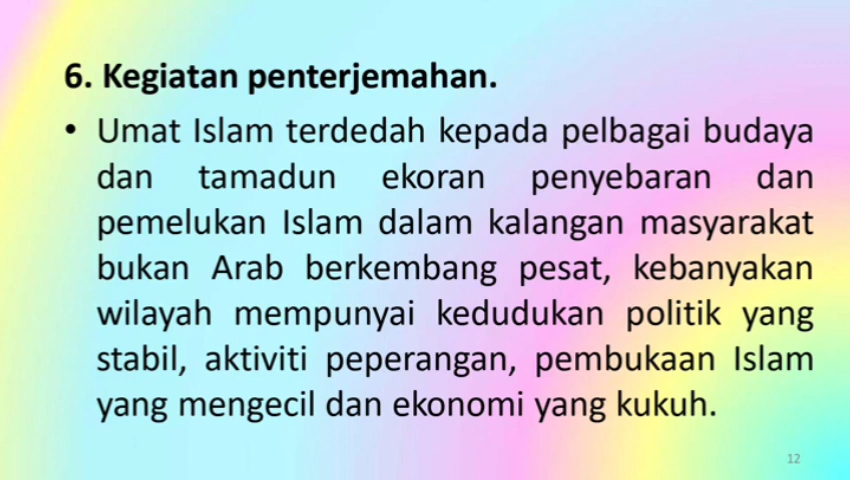 6. Kegiatan penterjemahan.
• Umat Islam terdedah kepada pelbagai budaya
dan tamadun ekoran penyebaran dan
pemelukan Islam dalam kalangan masyarakat
bukan Arab berkembang pesat, kebanyakan
wilayah mempunyai kedudukan politik yang
stabil, aktiviti peperangan, pembukaan Islam
yang mengecil dan ekonomi yang kukuh.
12